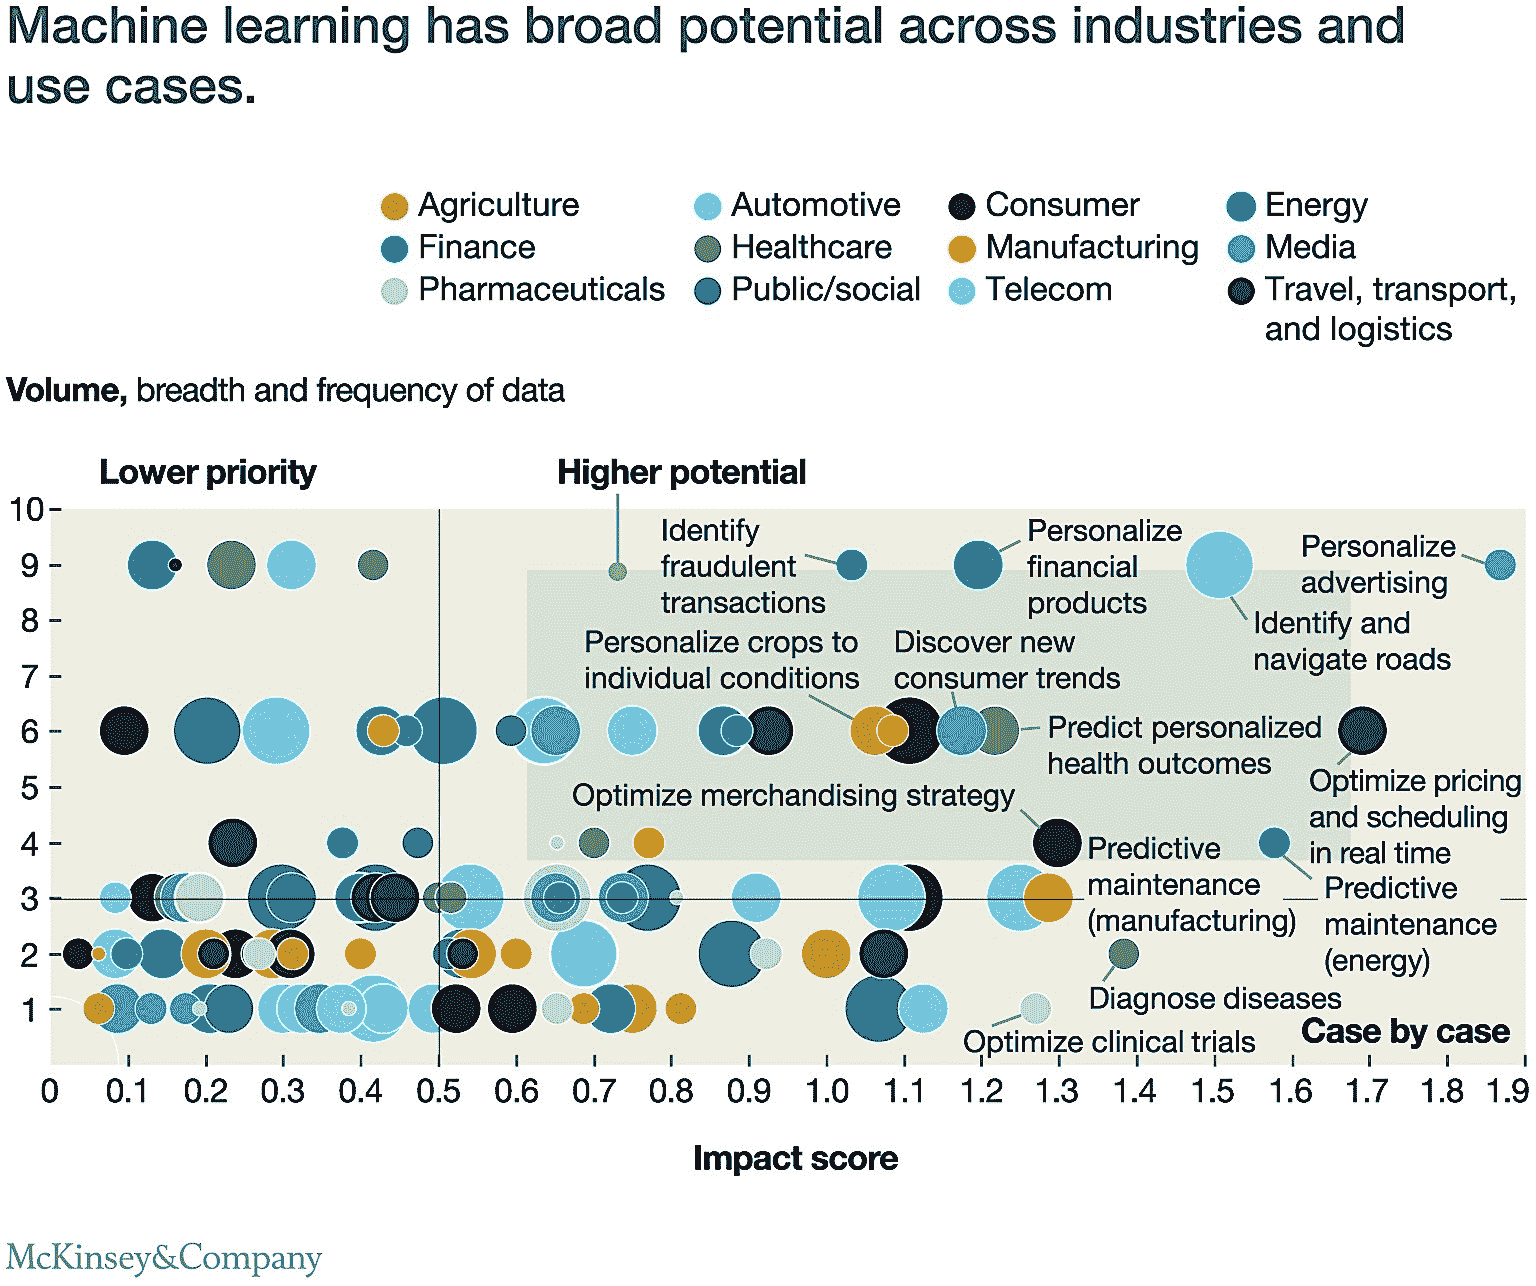 Machine learning has broad potential across industries and
use cases.
Agriculture
Automotive
Consumer
Energy
Finance
Healthcare
Manufacturing
Media
Pharmaceuticals
Public/social
Telecom
Travel, transport,
and logistics
Volume, breadth and frequency of data
Lower priority
Higher potential
10
9
8
7
6
5
4
3
2
1
Identify
fraudulent
transactions
Personalize
financial
products
Personalize
advertising
Identify and
navigate roads
Personalize crops to
individual conditions
Discover new
consumer trends
Predict personalized
health outcomes
Optimize merchandising strategy
Optimize pricing
and scheduling
in real time
Predictive
maintenance
(manufacturing)
Predictive
maintenance
(energy)
Diagnose diseases
Optimize clinical trials
Case by case
0 0.1 0.2 0.3 0.4 0.5 0.6 0.7 0.8 0.9 1.0 1.1 1.2 1.3 1.4 1.5 1.6 1.7 1.8 1.9
Impact score
McKinsey&Company